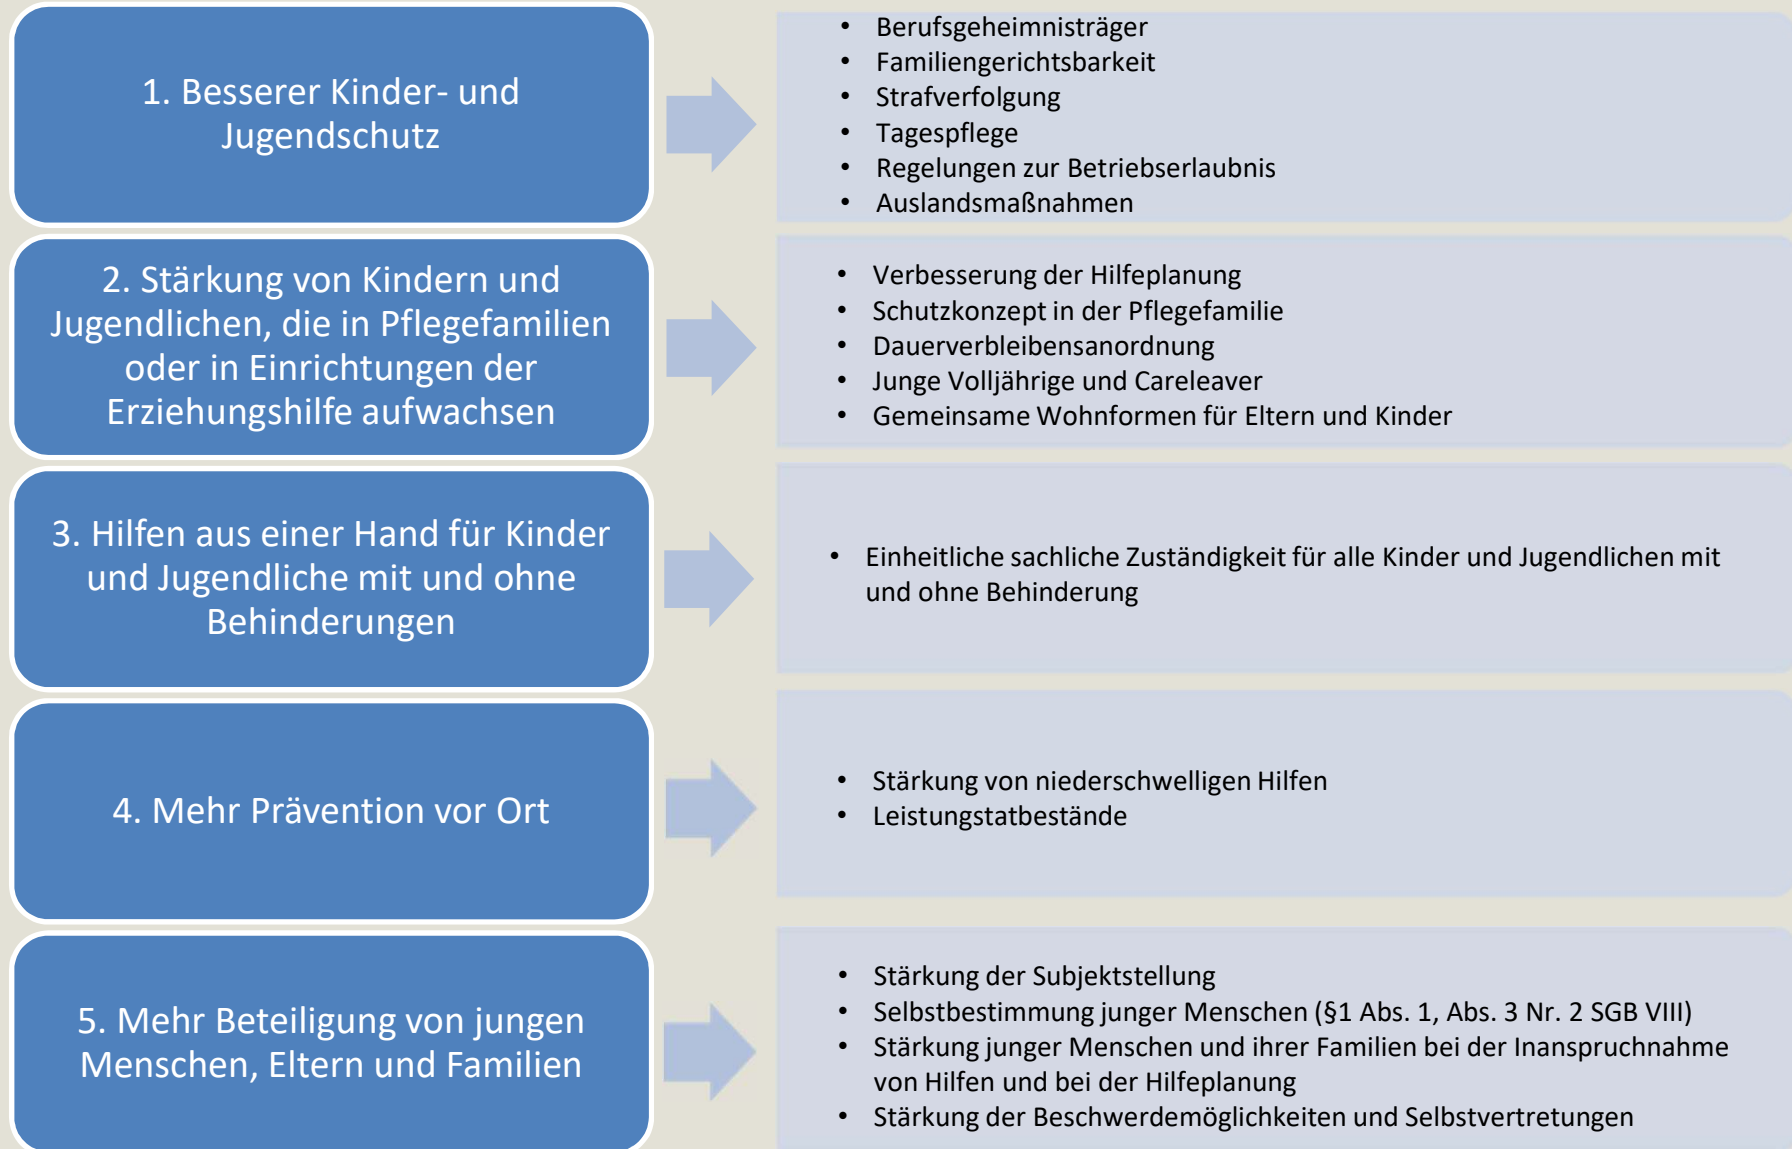 1. Besserer Kinder- und
Jugendschutz
• Berufsgeheimnisträger
• Familiengerichtsbarkeit
• Strafverfolgung
• Tagespflege
• Regelungen zur Betriebserlaubnis
• Auslandsmaßnahmen
2. Stärkung von Kindern und
Jugendlichen, die in Pflegefamilien
oder in Einrichtungen der
Erziehungshilfe aufwachsen
• Verbesserung der Hilfeplanung
• Schutzkonzept in der Pflegefamilie
• Dauerverbleibensanordnung
• Junge Volljährige und Careleaver
• Gemeinsame Wohnformen für Eltern und Kinder
3. Hilfen aus einer Hand für Kinder
und Jugendliche mit und ohne
Behinderungen
• Einheitliche sachliche Zuständigkeit für alle Kinder und Jugendlichen mit
und ohne Behinderung
4. Mehr Prävention vor Ort
• Stärkung von niederschwelligen Hilfen
• Leistungstatbestände
5. Mehr Beteiligung von jungen
Menschen, Eltern und Familien
• Stärkung der Subjektstellung
• Selbstbestimmung junger Menschen (§1 Abs. 1, Abs. 3 Nr. 2 SGB VIII)
• Stärkung junger Menschen und ihrer Familien bei der Inanspruchnahme
von Hilfen und bei der Hilfeplanung
• Stärkung der Beschwerdemöglichkeiten und Selbstvertretungen